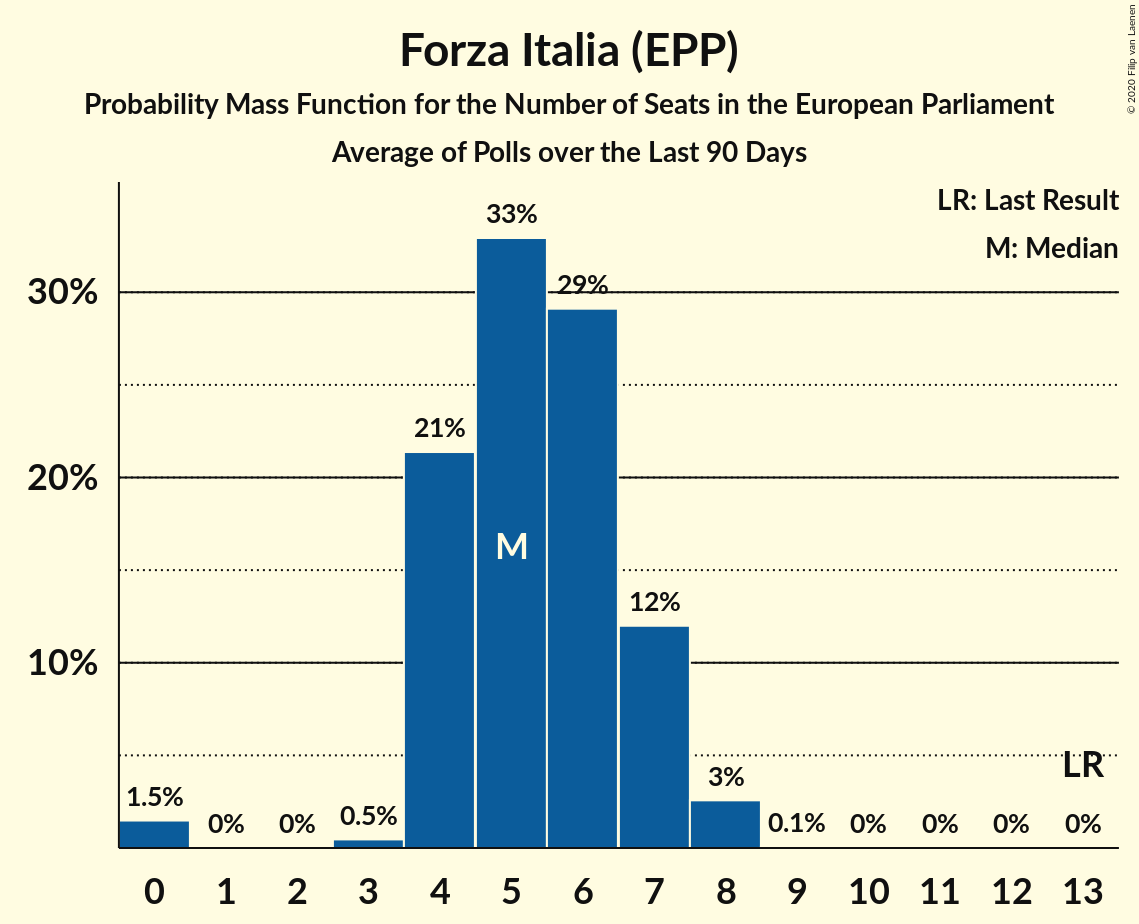 Forza Italia (EPP)
Probability Mass Function for the Number of Seats in the European Parliament
Average of Polls over the Last 90 Days
© 2020 Filip van Laenen
LR: Last Result
M: Median
33%
29%
30%
21%
20%
M
12%
10%
LR
3%
1.5% 0% 0% 0.5% 0.1% 0% 0% 0% 0%
0 1 2 3 4 5 6 7 8 9 10 11 12 13